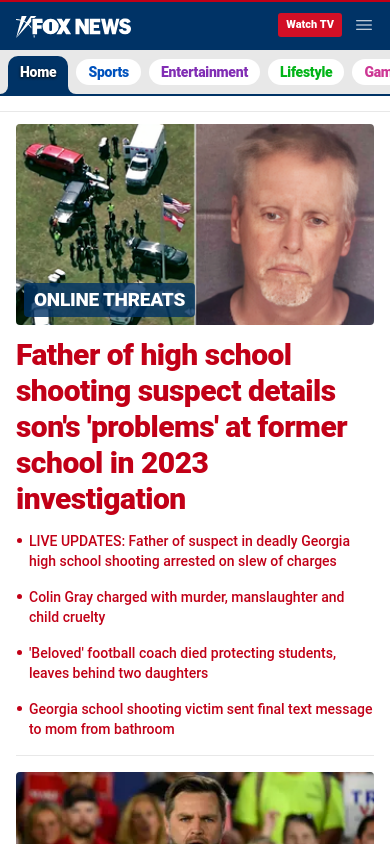 FOX NEWS
Watch TV
Home
Sports
Entertainment
Lifestyle
Gam
ONLINE THREATS
Father of high school
shooting suspect details
son's 'problems' at former
school in 2023
investigation
• LIVE UPDATES: Father of suspect in deadly Georgia
high school shooting arrested on slew of charges
• Colin Gray charged with murder, manslaughter and
child cruelty
• 'Beloved' football coach died protecting students,
leaves behind two daughters
• Georgia school shooting victim sent final text message
to mom from bathroom
TR